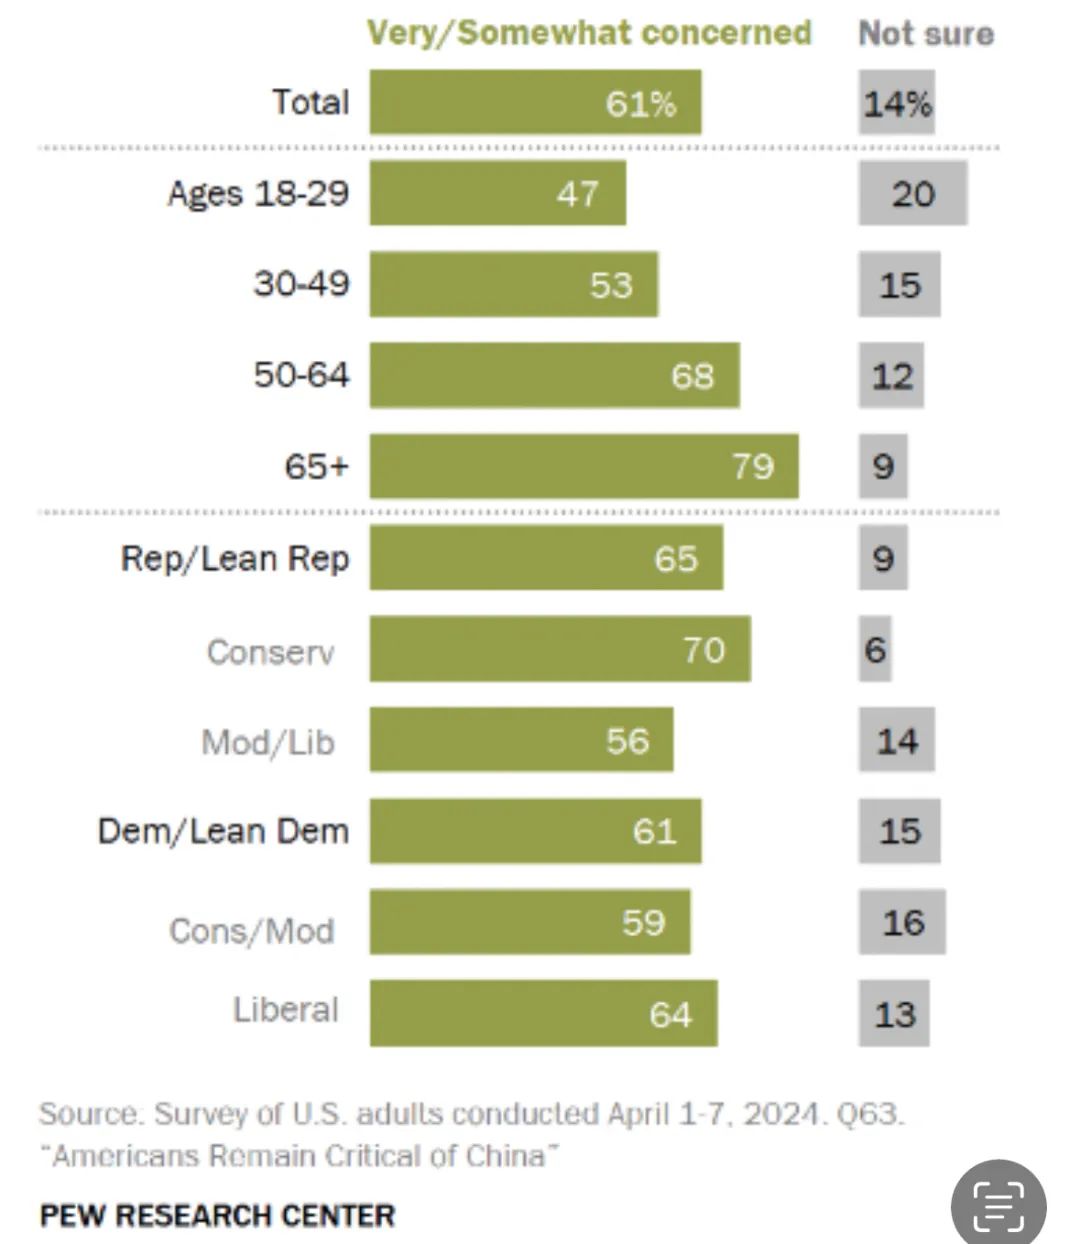 Very/Somewhat concerned Not sure
Total 61% 14%
Ages 18-29 47 20
30-49 53 15
50-64 68 12
65+ 79 9
Rep/Lean Rep 65 9
Conserv 70 6
Mod/Lib 56 14
Dem/Lean Dem 61 15
Cons/Mod 59 16
Liberal 64 13
Source: Survey of U.S. adults conducted April 1-7, 2024. Q63.
"Americans Remain Critical of China"
PEW RESEARCH CENTER